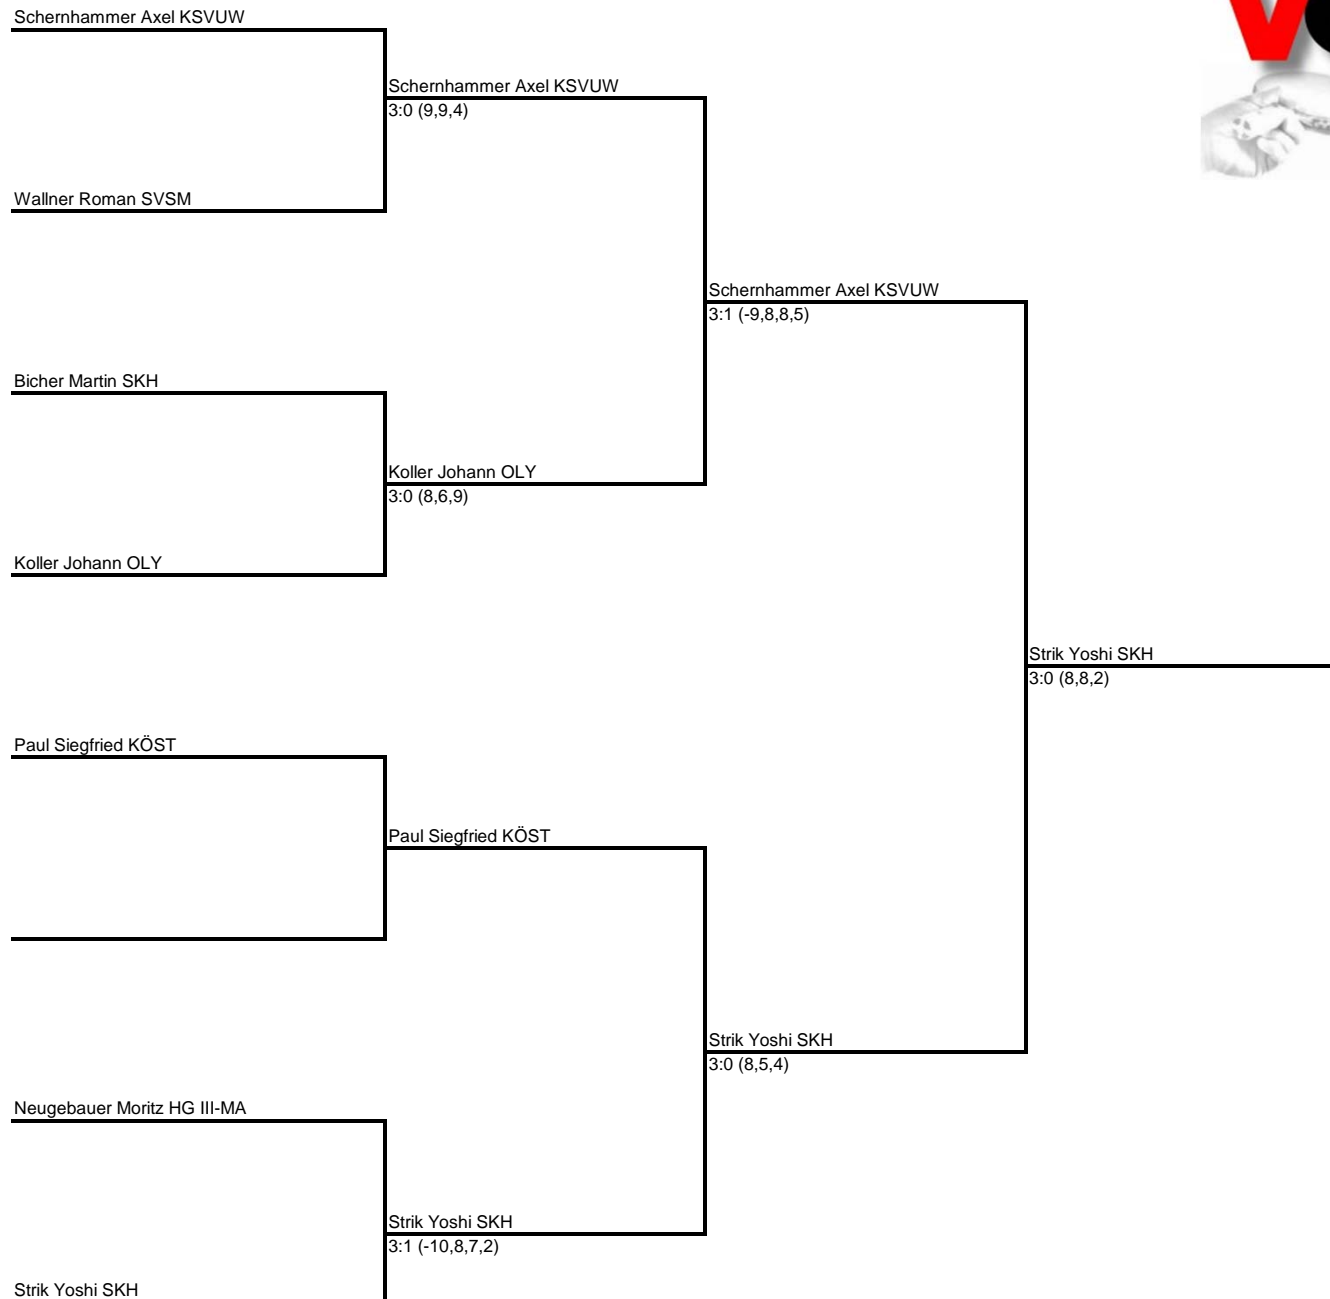 Schernhammer Axel KSVUW
Schernhammer Axel KSVUW
3:0 (9,9,4)
Wallner Roman SVSM
Schernhammer Axel KSVUW
3:1 (-9,8,8,5)
Bicher Martin SKH
Koller Johann OLY
3:0 (8,6,9)
Koller Johann OLY
Strik Yoshi SKH
3:0 (8,8,2)
Paul Siegfried KÖST
Paul Siegfried KÖST
Strik Yoshi SKH
3:0 (8,5,4)
Neugebauer Moritz HG III-MA
Strik Yoshi SKH
3:1 (-10,8,7,2)
Strik Yoshi SKH